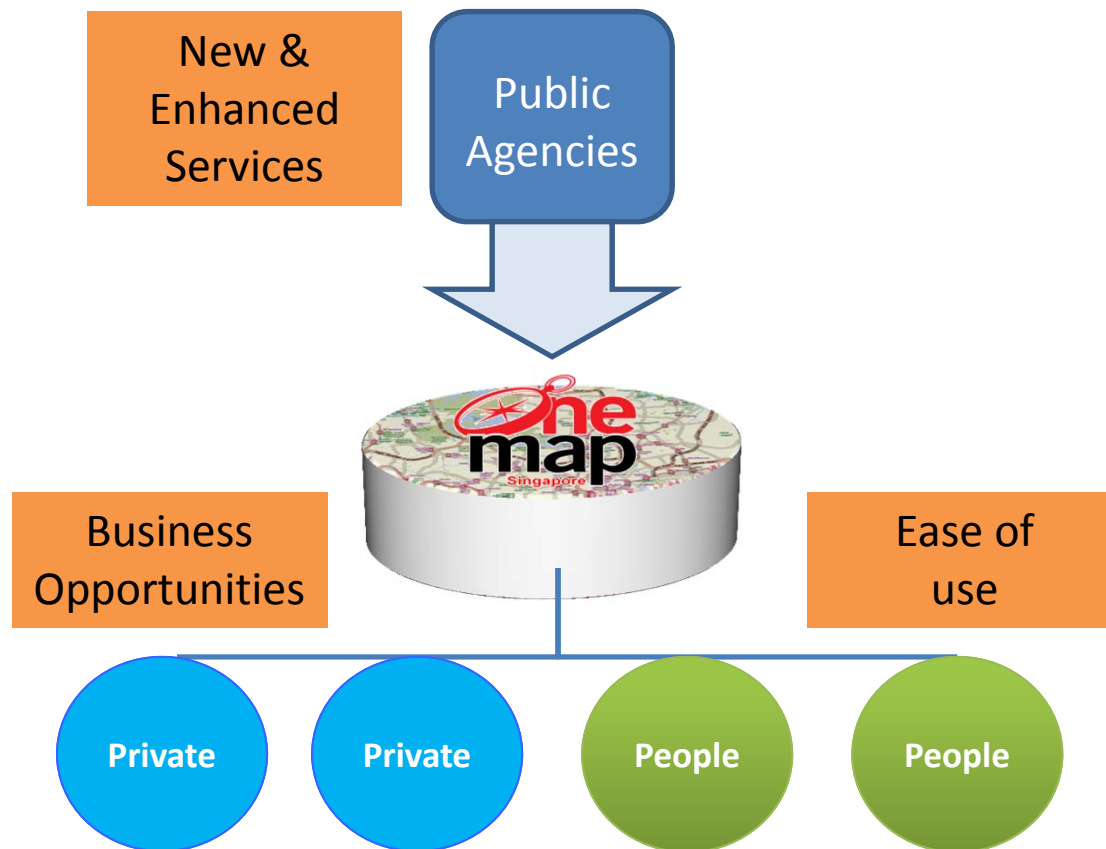 New &
Enhanced
Services
Public
Agencies
One
map
Singapore
Business
Opportunities
Ease of
use
Private
Private
People
People